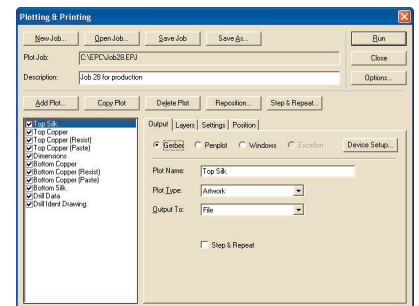 Plotting & Printing
New Job... Open Job... Save Job Save As... Run
Plot Job: C:\EPC\Job28.EPJ Close
Description: Job 28 for production Options...
Add Plot... Copy Plot Delete Plot Reposition... Step & Repeat...
Output Layers Settings Position
Top Silk
Top Copper
Top Copper (Resist)
Top Copper (Paste)
Dimensions
Bottom Copper
Bottom Copper (Resist)
Bottom Copper (Paste)
Bottom Silk
Drill Data
Drill Ident Drawing
Gerber Penplot Windows Excellon Device Setup...
Plot Name: Top Silk
Plot Type: Artwork
Output To: File
Step & Repeat